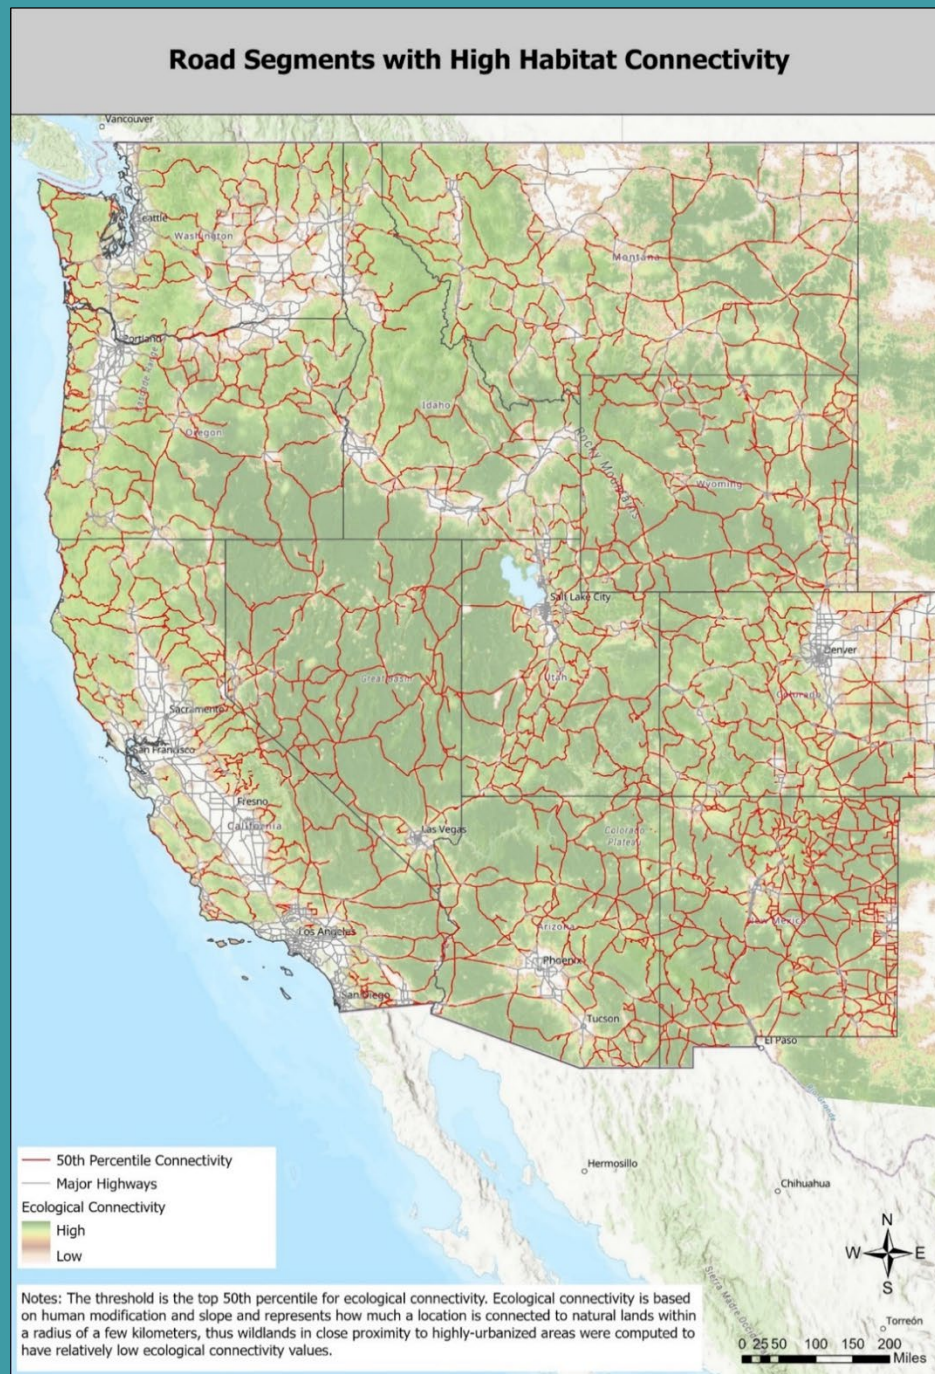 Road Segments with High Habitat Connectivity
Vancouver
Seattle
Washington
Montana
Portland
Idaho
Oregon
Rocky Mountains
Wyoming
Salt Lake City
Denver
Great Basin
Utah
Colorado
Sacramento
San Francisco
Fresno
California
Las Vegas
Colorado
Plateau
New Mexico
Arizona
Los Angeles
Phoenix
San Diego
Tucson
El Paso
50th Percentile Connectivity
Major Highways
Ecological Connectivity
High
Low
Hermosillo
Chihuahua
N
W E
S
Torreón
0 25 50 100 150 200
Miles
Notes: The threshold is the top 50th percentile for ecological connectivity. Ecological connectivity is based
on human modification and slope and represents how much a location is connected to natural lands within
a radius of a few kilometers, thus wildlands in close proximity to highly-urbanized areas were computed to
have relatively low ecological connectivity values.